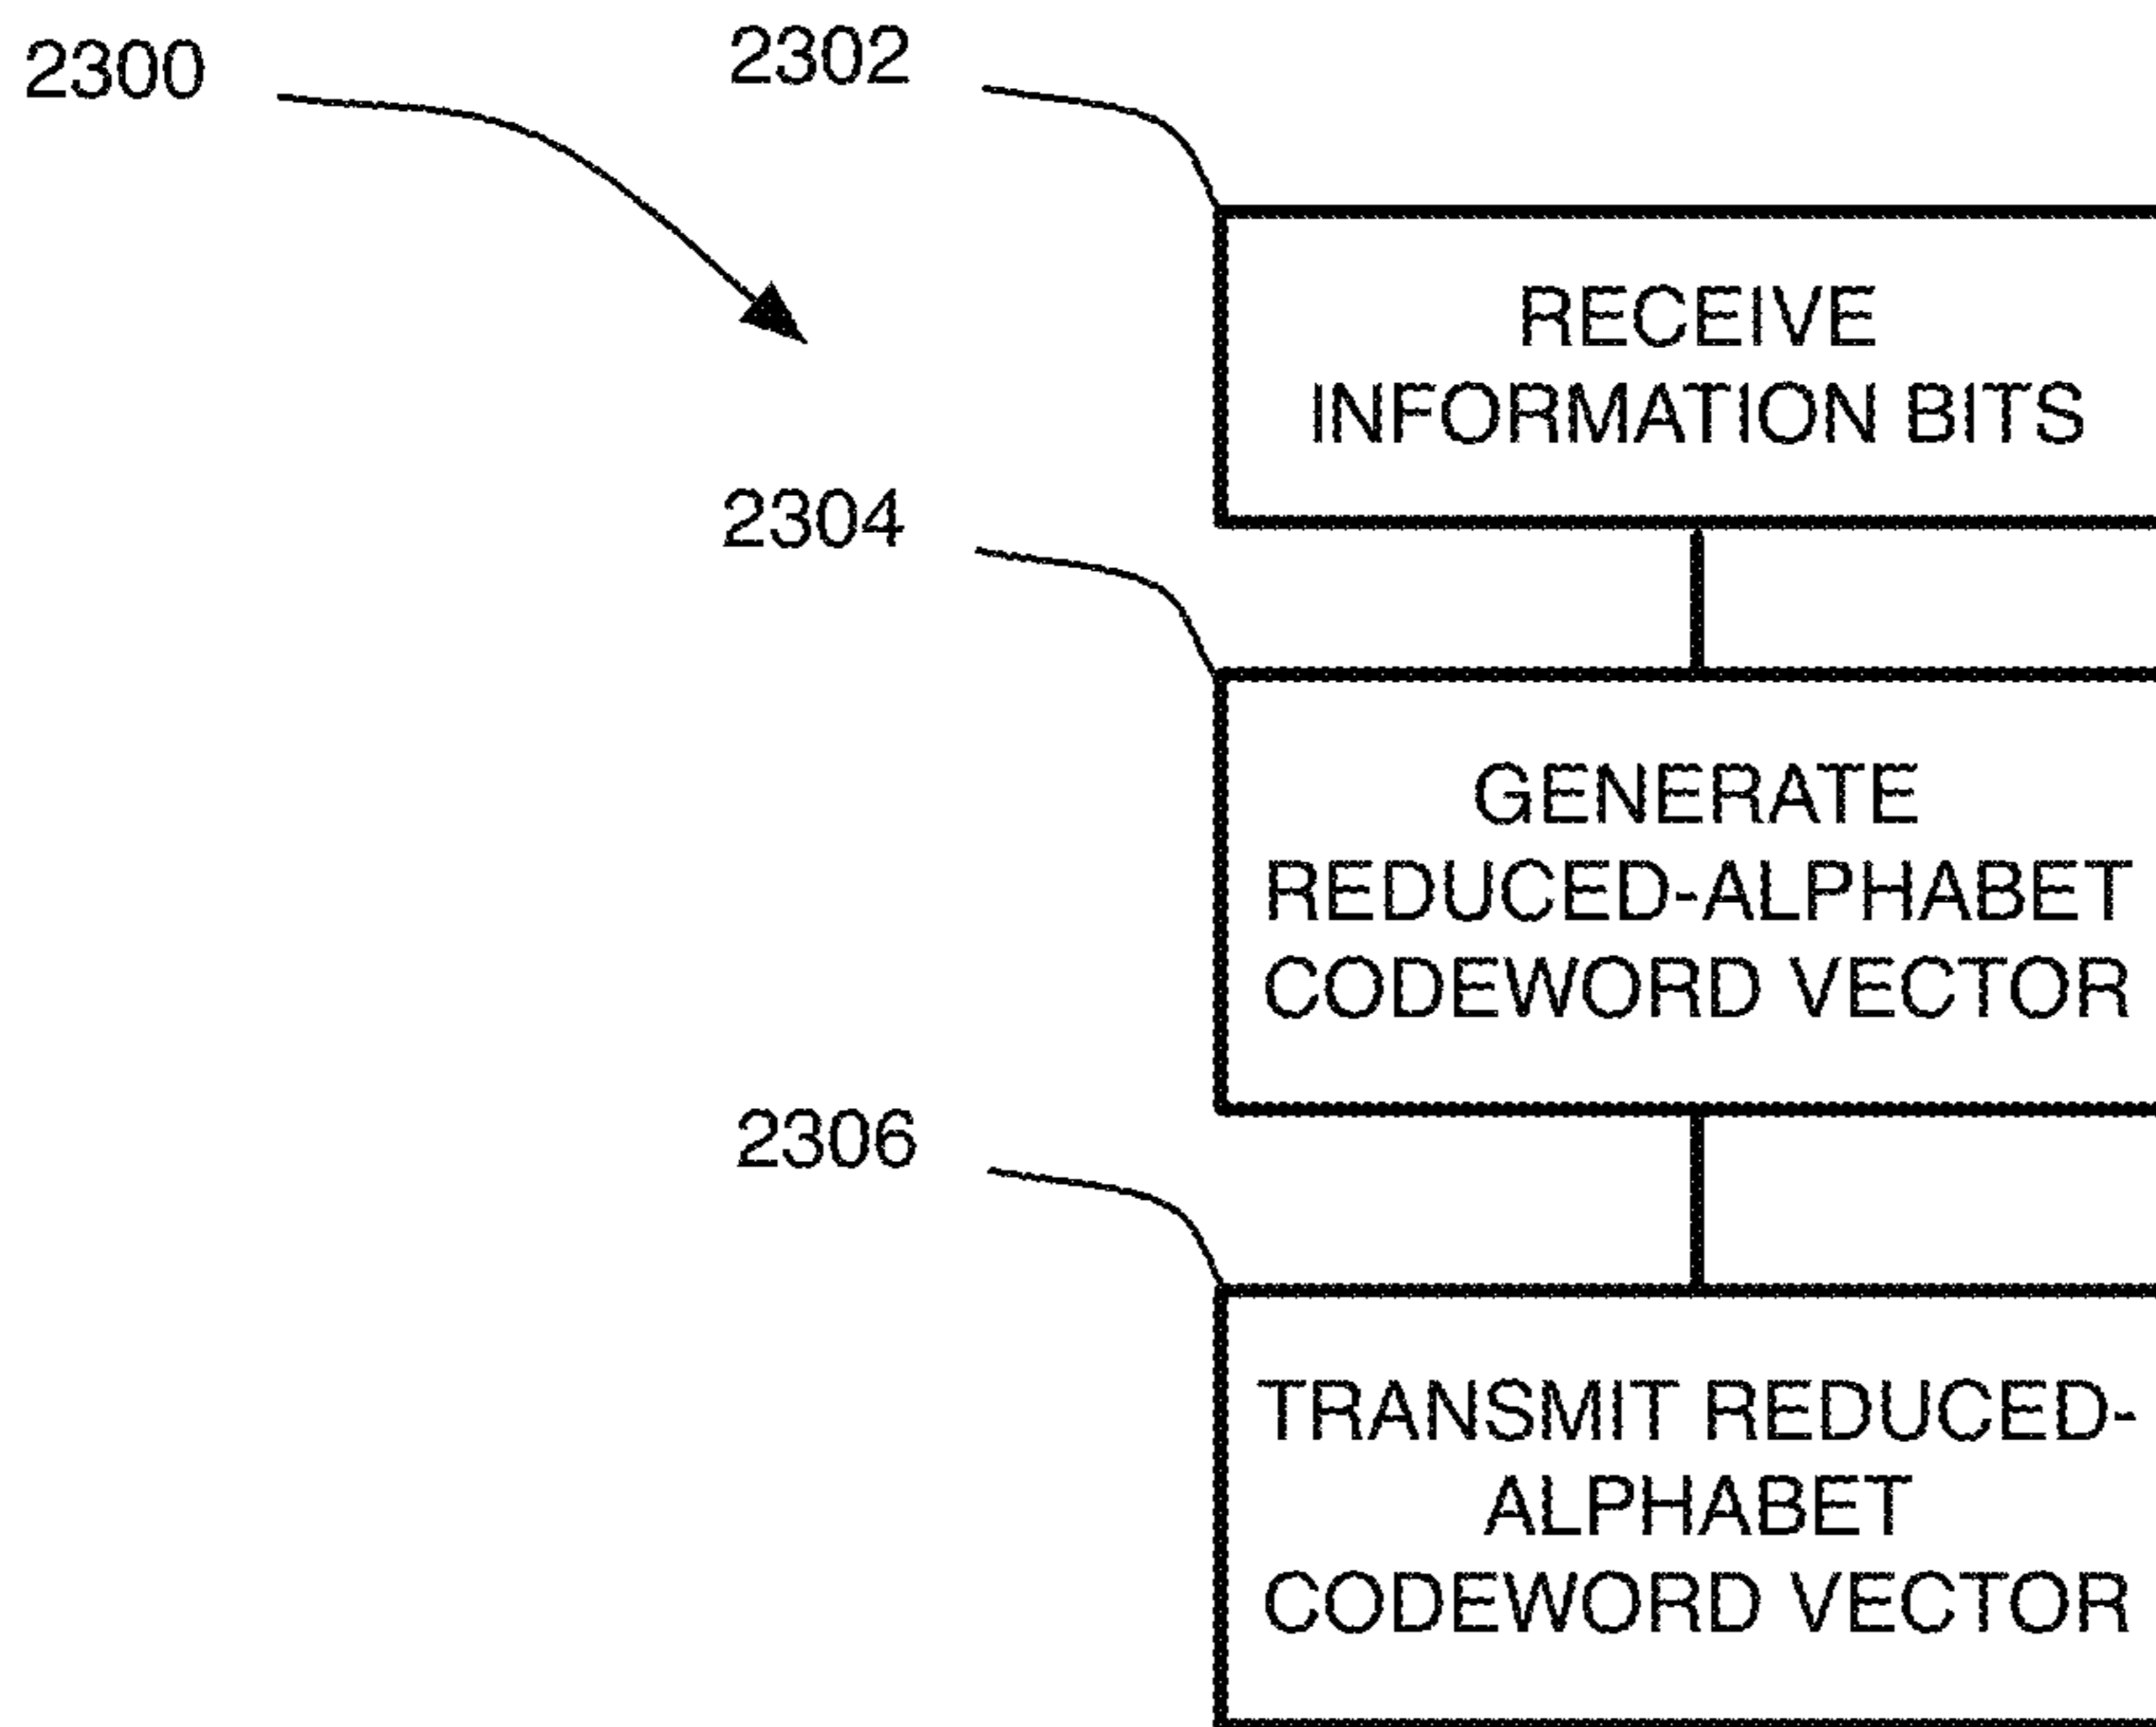 2300
2302
RECEIVE
INFORMATION BITS
2304
GENERATE
REDUCED-ALPHABET
CODEWORD VECTOR
2306
TRANSMIT REDUCED-
ALPHABET
CODEWORD VECTOR